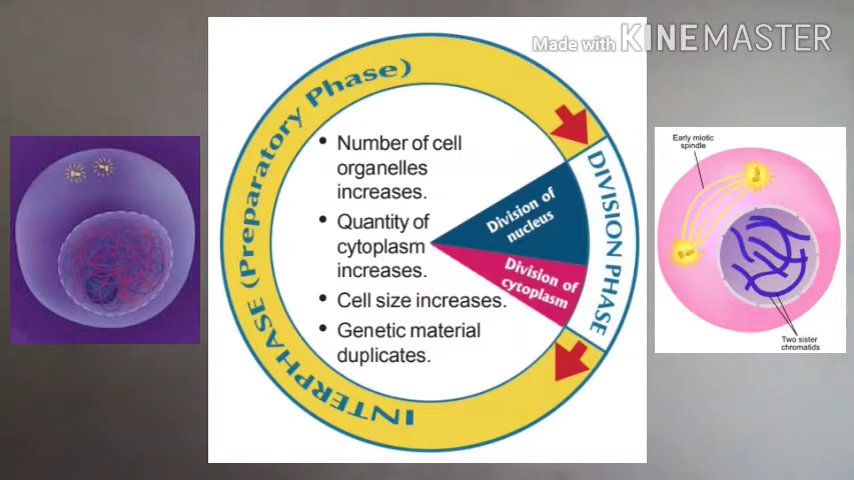 Made with KINEMASTER
INTERPHASE (Preparatory Phase)
• Number of cell
organelles
increases.
• Quantity of
cytoplasm
increases.
• Cell size increases.
• Genetic material
duplicates.
Division of
nucleus
Division of
cytoplasm
DIVISION PHASE
Early miotic
spindle
Two sister
chromatids